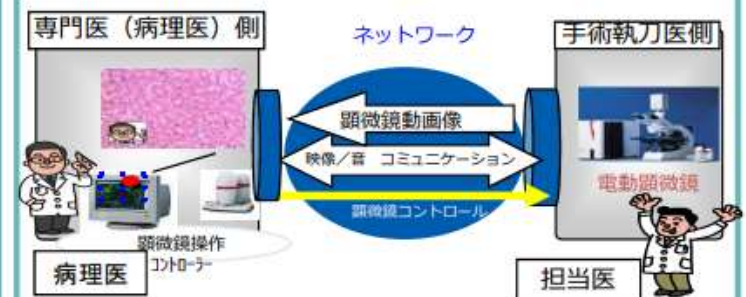 専門医（病理医）側
ネットワーク
手術執刀医側
顕微鏡動画像
映像／音　コミュニケーション
電動顕微鏡
顕微鏡コントロール
顕微鏡操作
コントローラー
病理医
担当医